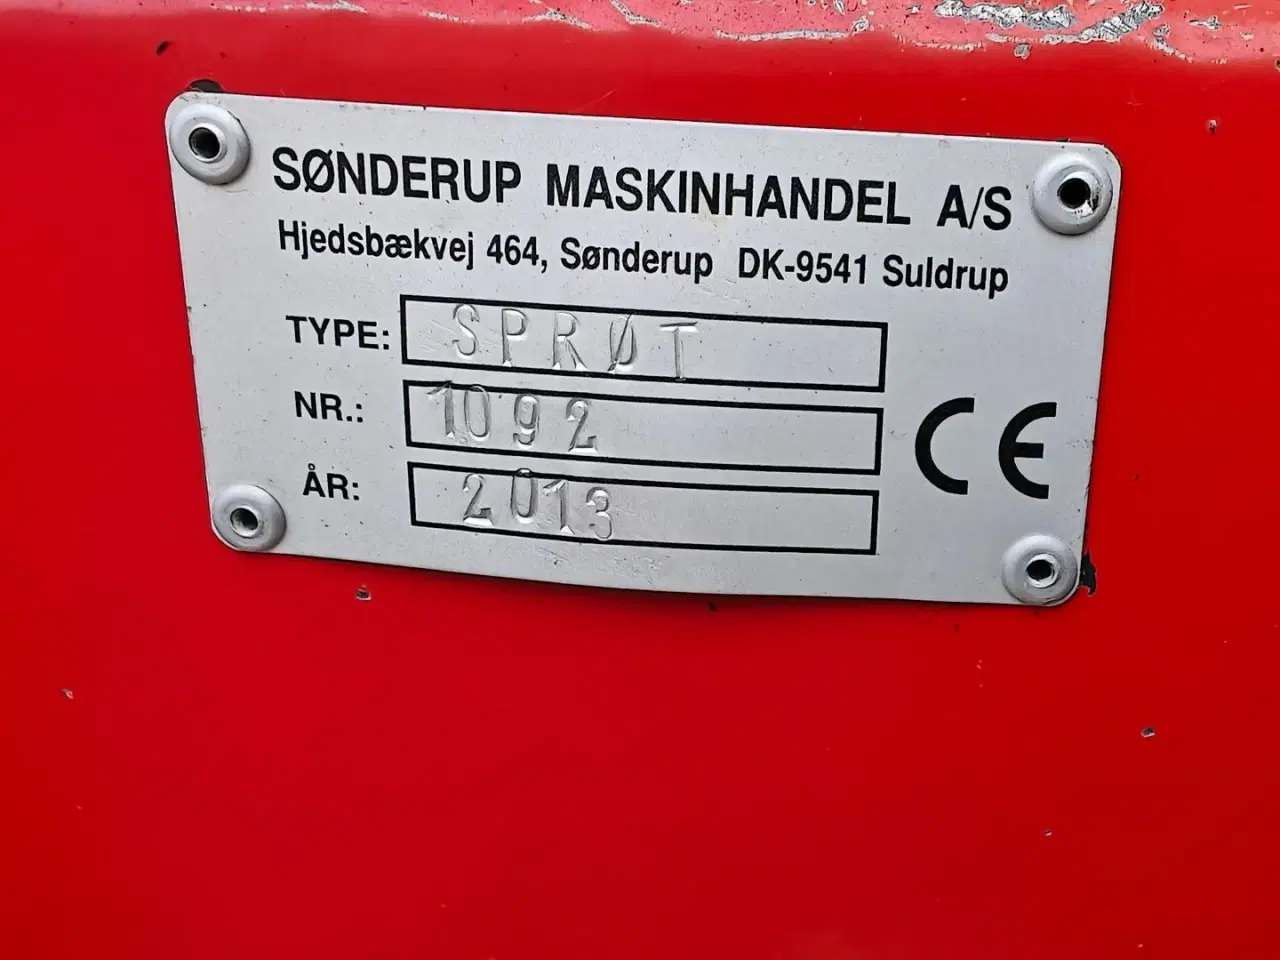 SØNDERUP MASKINHANDEL A/S
Hjedsbækvej 464, Sønderup DK-9541 Suldrup
TYPE: SPRØT
NR.: 1092
ÅR: 2013
CE